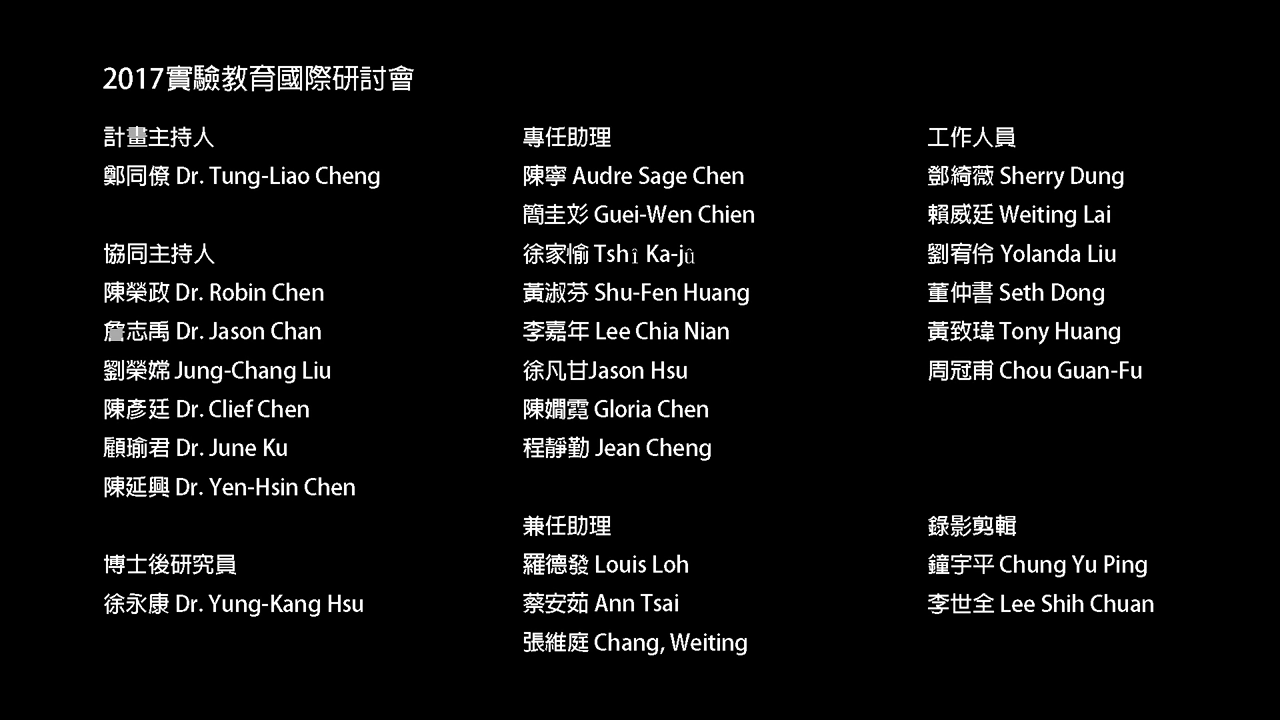 2017實驗教育國際研討會
計畫主持人
鄭同僚 Dr. Tung-Liao Cheng
協同主持人
陳榮政 Dr. Robin Chen
詹志禹 Dr. Jason Chan
劉榮嫦 Jung-Chang Liu
陳彥廷 Dr. Clief Chen
顧瑜君 Dr. June Ku
陳延興 Dr. Yen-Hsin Chen
博士後研究員
徐永康 Dr. Yung-Kang Hsu
專任助理
陳寧 Audre Sage Chen
簡圭彣 Guei-Wen Chien
徐家愉 Tshî Ka-jû
黃淑芬 Shu-Fen Huang
李嘉年 Lee Chia Nian
徐凡甘Jason Hsu
陳嫺霓 Gloria Chen
程靜勤 Jean Cheng
兼任助理
羅德發 Louis Loh
蔡安茹 Ann Tsai
張維庭 Chang, Weiting
工作人員
鄧綺薇 Sherry Dung
賴威廷 Weiting Lai
劉宥伶 Yolanda Liu
董仲書 Seth Dong
黃致瑋 Tony Huang
周冠甫 Chou Guan-Fu
錄影剪輯
鐘宇平 Chung Yu Ping
李世全 Lee Shih Chuan